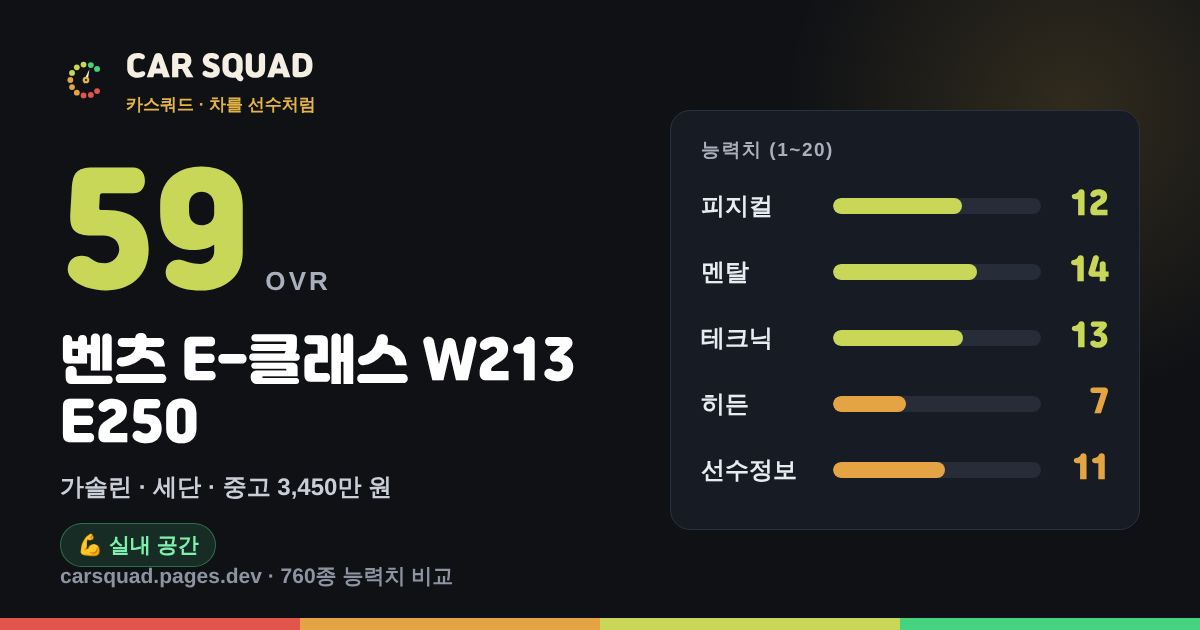 CAR SQUAD
카스쿼드 · 차를 선수처럼
59 OVR
벤츠 E-클래스 W213
E250
가솔린 · 세단 · 중고 3,450만 원
💪 실내 공간
carsquad.pages.dev · 760종 능력치 비교
능력치 (1~20)
피지컬 12
멘탈 14
테크닉 13
히든 7
선수정보 11